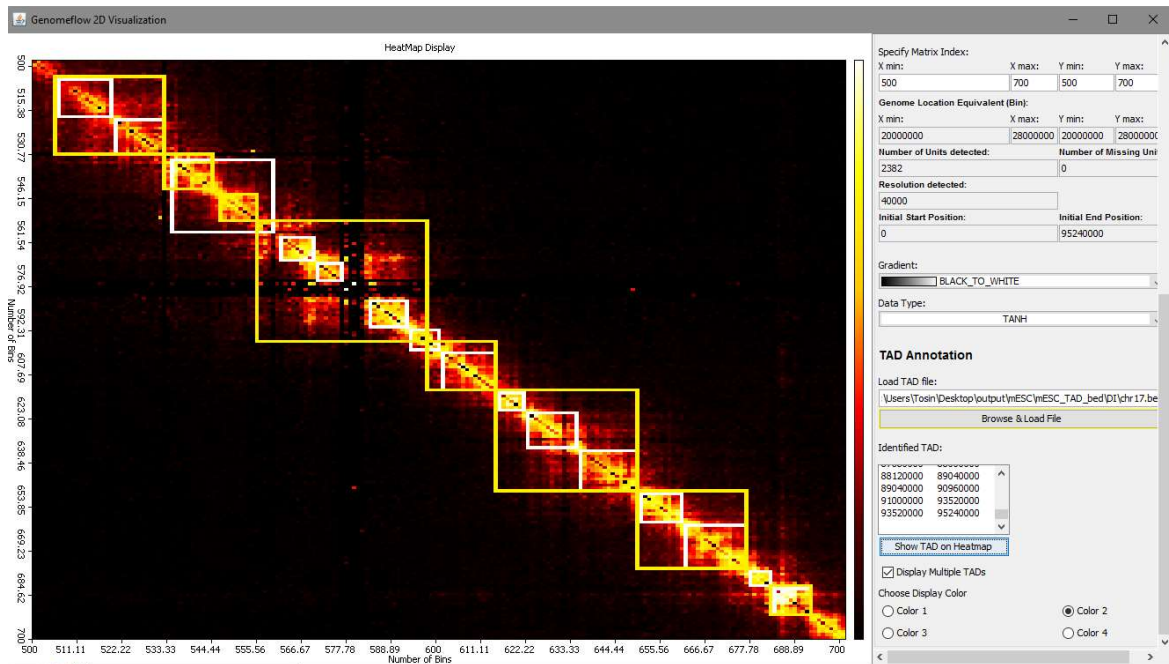 Genomeflow 2D Visualization
HeatMap Display
500
515.38
530.77
546.15
561.54
576.92
592.31
607.69
623.08
638.46
653.85
669.23
684.62
700
Number of Bins
500 511.11 522.22 533.33 544.44 555.56 566.67 577.78 588.89 600 611.11 622.22 633.33 644.44 655.56 666.67 677.78 688.89 700
Number of Bins
Specify Matrix Index:
X min: X max: Y min: Y max:
500 700 500 700
Genome Location Equivalent (Bin):
X min: X max: Y min: Y max:
20000000 28000000 20000000 28000000
Number of Units detected: Number of Missing Unit
2382 0
Resolution detected:
40000
Initial Start Position: Initial End Position:
0 95240000
Gradient:
BLACK_TO_WHITE
Data Type:
TANH
TAD Annotation
Load TAD file:
.\Users\Tosin\Desktop\output\mESC\mESC_TAD_bed\DI\chr17.be
Browse & Load File
Identified TAD:
88120000 89040000
89040000 90960000
91000000 93520000
93520000 95240000
Show TAD on Heatmap
Display Multiple TADs
Choose Display Color
Color 1 Color 2
Color 3 Color 4